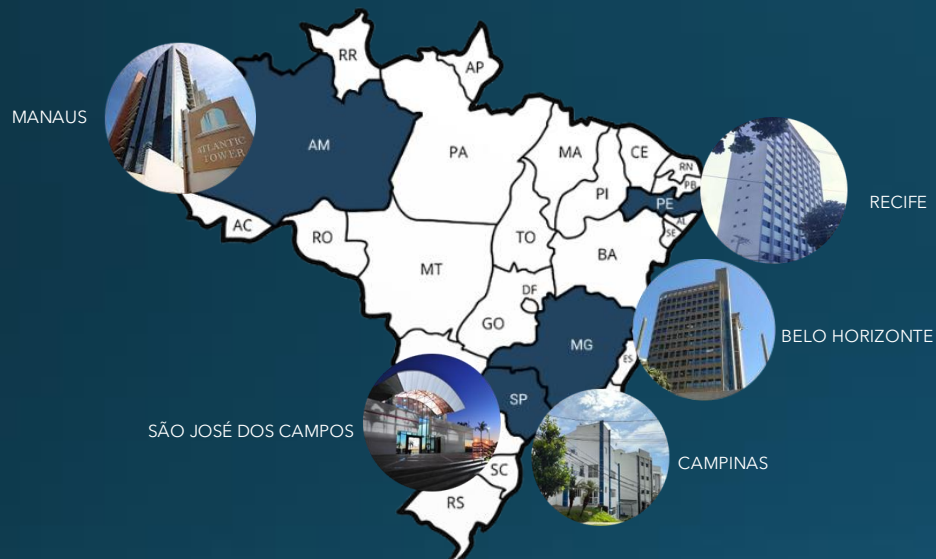 RR
AP
MANAUS
ATLANTIC
TOWER
AM
PA
MA
CE
RN
PI
PB
PE
RECIFE
AL
SE
AC
RO
TO
BA
MT
DF
GO
BELO HORIZONTE
MG
ES
SP
SÃO JOSÉ DOS CAMPOS
CAMPINAS
SC
RS